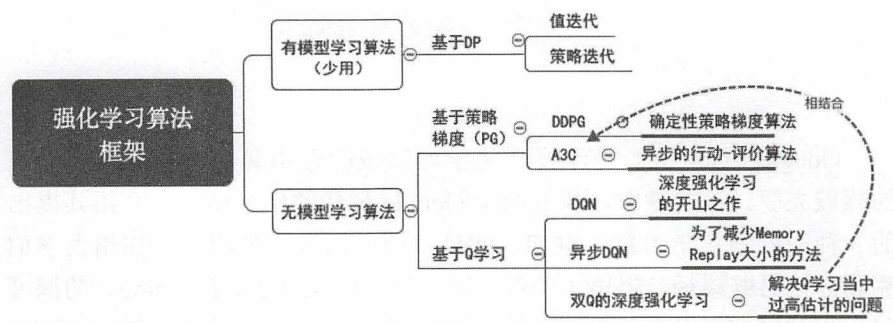 强化学习算法
框架
有模型学习算法
（少用）
基于DP
值迭代
策略迭代
无模型学习算法
基于策略
梯度（PG）
DDPG
确定性策略梯度算法
A3C
异步的行动-评价算法
相结合
基于Q学习
DQN
深度强化学习
的开山之作
异步DQN
为了减少Memory
Replay大小的方法
双Q的深度强化学习
解决Q学习当中
过高估计的问题